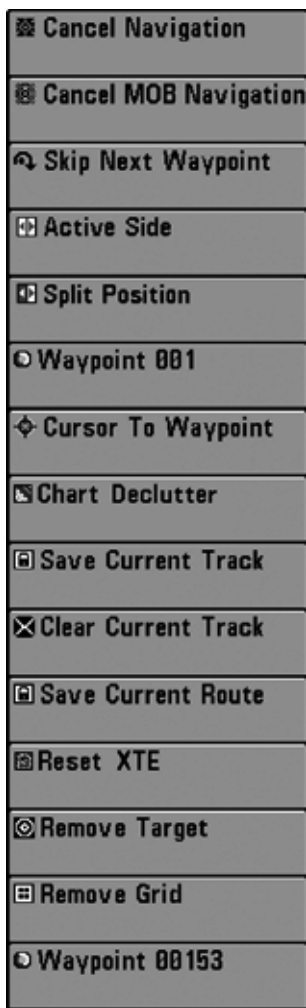 Cancel Navigation
Cancel MOB Navigation
Skip Next Waypoint
Active Side
Split Position
Waypoint 001
Cursor To Waypoint
Chart Declutter
Save Current Track
Clear Current Track
Save Current Route
Reset XTE
Remove Target
Remove Grid
Waypoint 00153